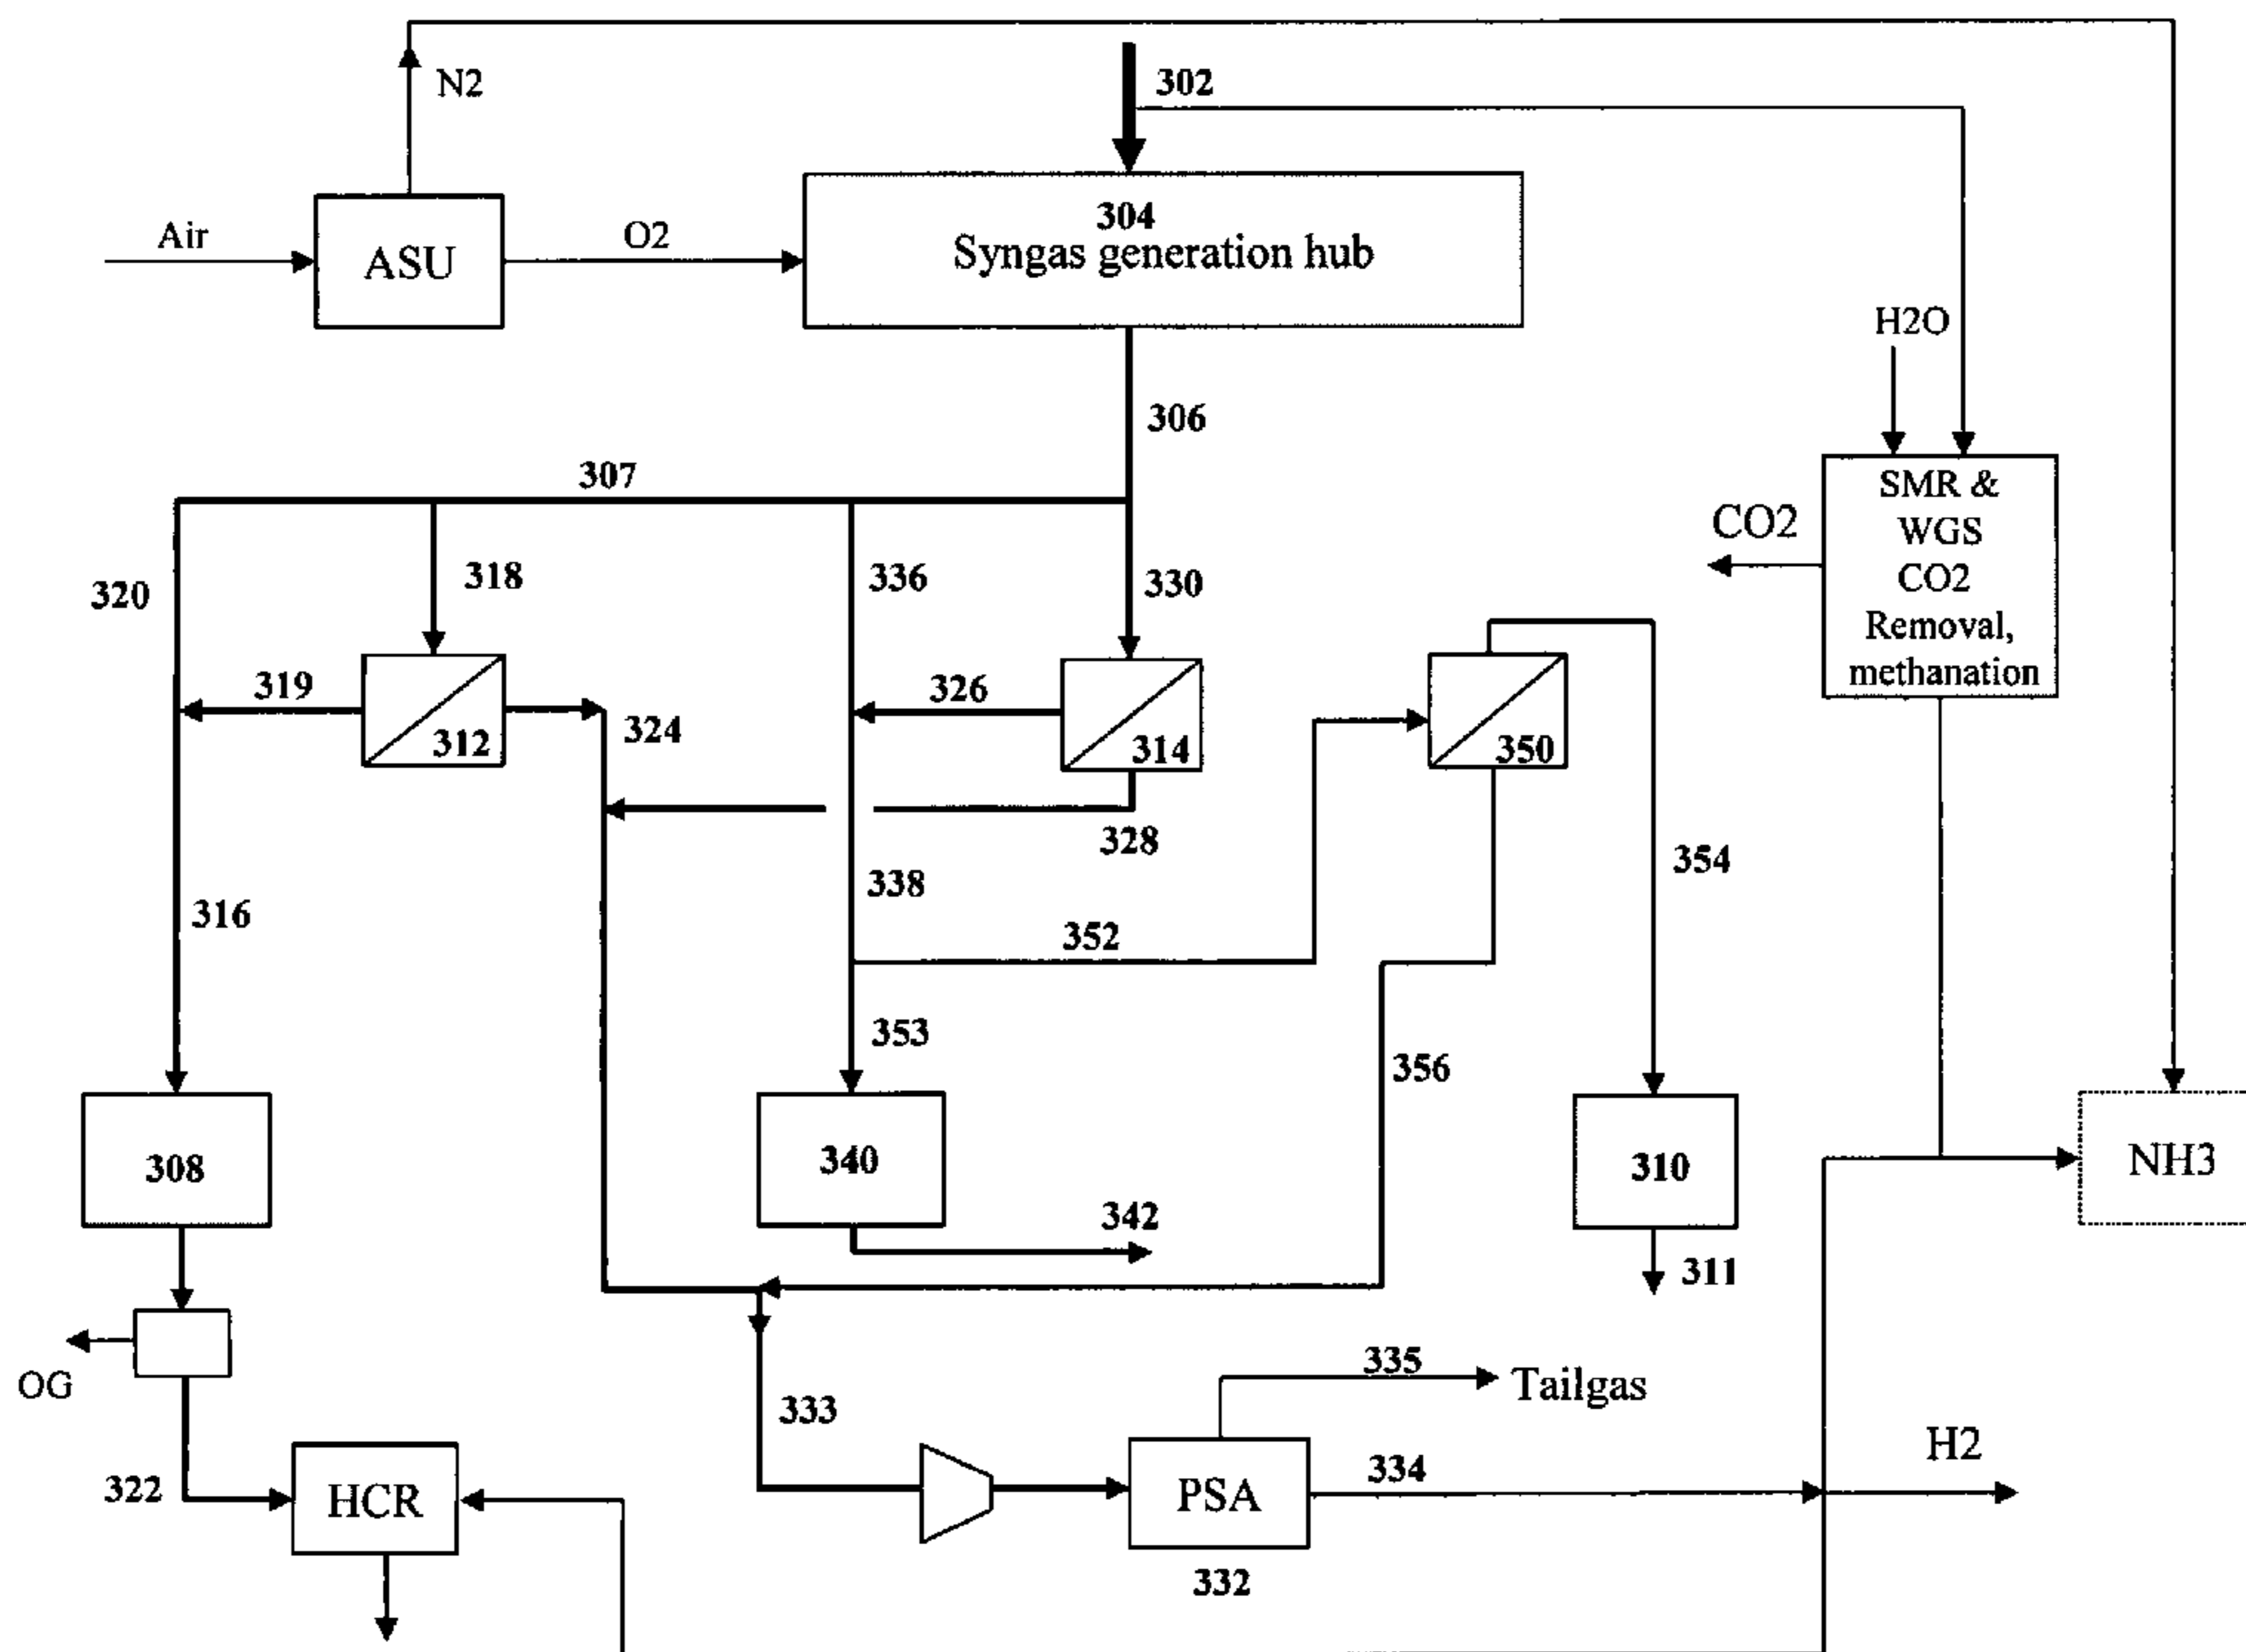 N2
302
Air
ASU
O2
304
Syngas generation hub
H2O
306
307
SMR &
WGS
CO2
Removal,
methanation
CO2
320
318
336
330
319
312
324
326
314
350
328
354
338
316
352
353
356
308
340
310
NH3
342
311
OG
335
Tailgas
333
322
HCR
PSA
334
H2
332